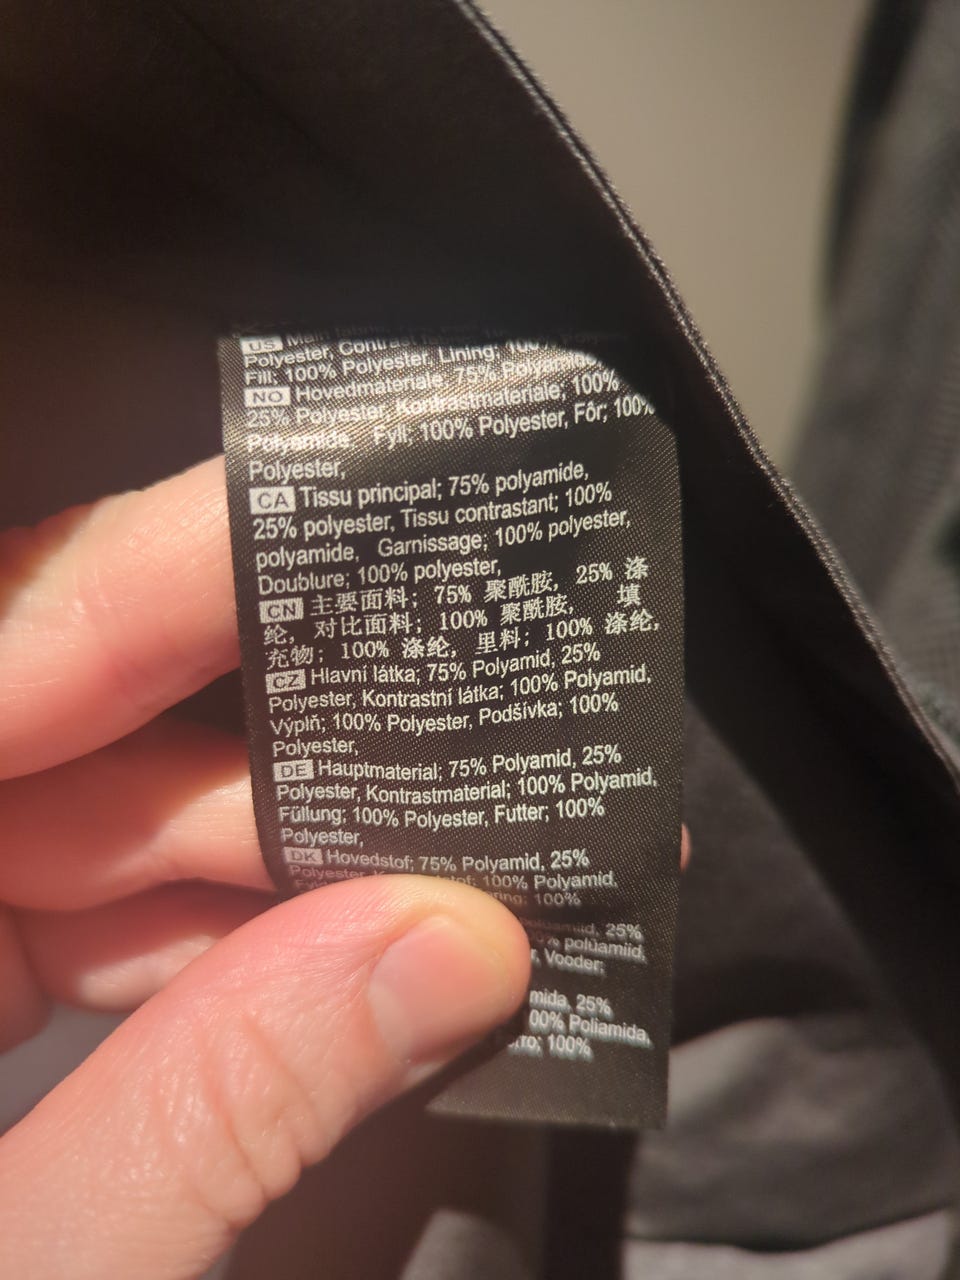 US Main
Polyester, Contrast
Fill; 100% Polyester, Lining; 100%
NO Hovedmateriale; 75%
25% Polyester, Kontrastmateriale; 100%
Polyamide, Fyll; 100% Polyester, Fôr; 100%
Polyester,
CA Tissu principal; 75% polyamide,
25% polyester, Tissu contrastant; 100%
polyamide, Garnissage; 100% polyester,
Doublure; 100% polyester,
CN 主要面料; 75% 聚酰胺, 25% 涤
纶, 对比面料; 100% 聚酰胺, 填
充物; 100% 涤纶, 里料; 100% 涤纶,
CZ Hlavní látka; 75% Polyamid, 25%
Polyester, Kontrastní látka; 100% Polyamid,
Výplň; 100% Polyester, Podšívka; 100%
Polyester,
DE Hauptmaterial; 75% Polyamid, 25%
Polyester, Kontrastmaterial; 100% Polyamid,
Füllung; 100% Polyester, Futter; 100%
Polyester,
DK Hovedstof; 75% Polyamid, 25%
Polyester, 100% Polyamid,
100%
25%
polüamiid,
Vooder;
25%
Poliamida,
100%